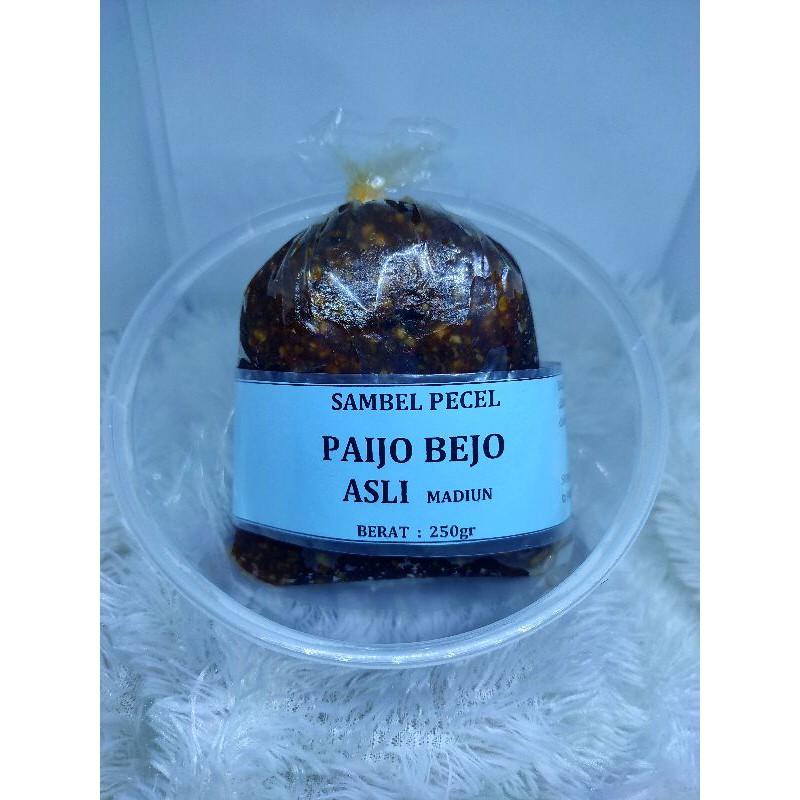 SAMBEL PECEL
PAIJO BEJO
ASLI MADIUN
BERAT : 250gr